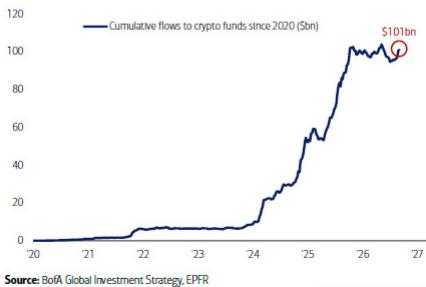 120
Cumulative flows to crypto funds since 2020 ($bn)
$101bn
100
80
60
40
20
0
'20 '21 '22 '23 '24 '25 '26 '27
Source: BofA Global Investment Strategy, EPFR